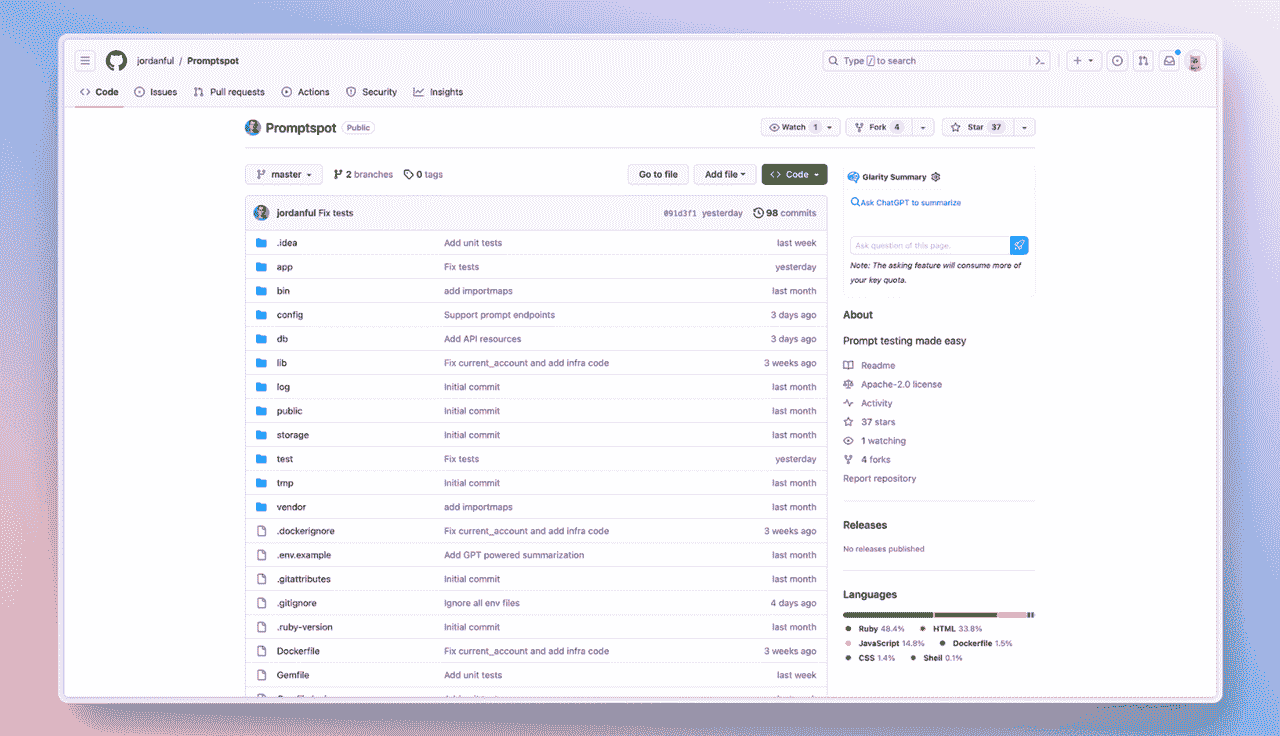 jordanful / Promptspot
Type / to search
Code Issues Pull requests Actions Security Insights
Promptspot Public
Watch 1 Fork 4 Star 37
master 2 branches 0 tags Go to file Add file Code
jordanful Fix tests 091d3f1 yesterday 98 commits
.idea Add unit tests last week
app Fix tests yesterday
bin add importmaps last month
config Support prompt endpoints 3 days ago
db Add API resources 3 days ago
lib Fix current_account and add infra code 3 weeks ago
log Initial commit last month
public Initial commit last month
storage Initial commit last month
test Fix tests yesterday
tmp Initial commit last month
vendor add importmaps last month
.dockerignore Fix current_account and add infra code 3 weeks ago
.env.example Add GPT powered summarization last month
.gitattributes Initial commit last month
.gitignore Ignore all env files 4 days ago
.ruby-version Initial commit last month
Dockerfile Fix current_account and add infra code 3 weeks ago
Gemfile Add unit tests last week
Glarity Summary
Ask ChatGPT to summarize
Ask question of this page.
Note: The asking feature will consume more of
your key quota.
About
Prompt testing made easy
Readme
Apache-2.0 license
Activity
37 stars
1 watching
4 forks
Report repository
Releases
No releases published
Languages
Ruby 48.4% HTML 33.8%
JavaScript 14.8% Dockerfile 1.5%
CSS 1.4% Shell 0.1%